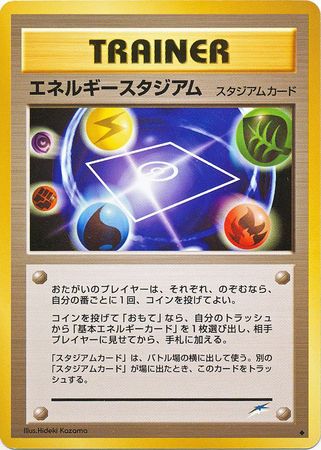 TRAINER
エネルギースタジアム スタジアムカード
おたがいのプレイヤーは、それぞれ、のぞむなら、
自分の番ごとに1回、コインを投げてよい。
コインを投げて「おもて」なら、自分のトラッシュ
から「基本エネルギーカード」を1枚選び出し、相手
プレイヤーに見せてから、手札に加える。
「スタジアムカード」は、バトル場の横に出して使う。別の
「スタジアムカード」が場に出たとき、このカードをトラッ
シュする。
Illus.Hideki Kazama